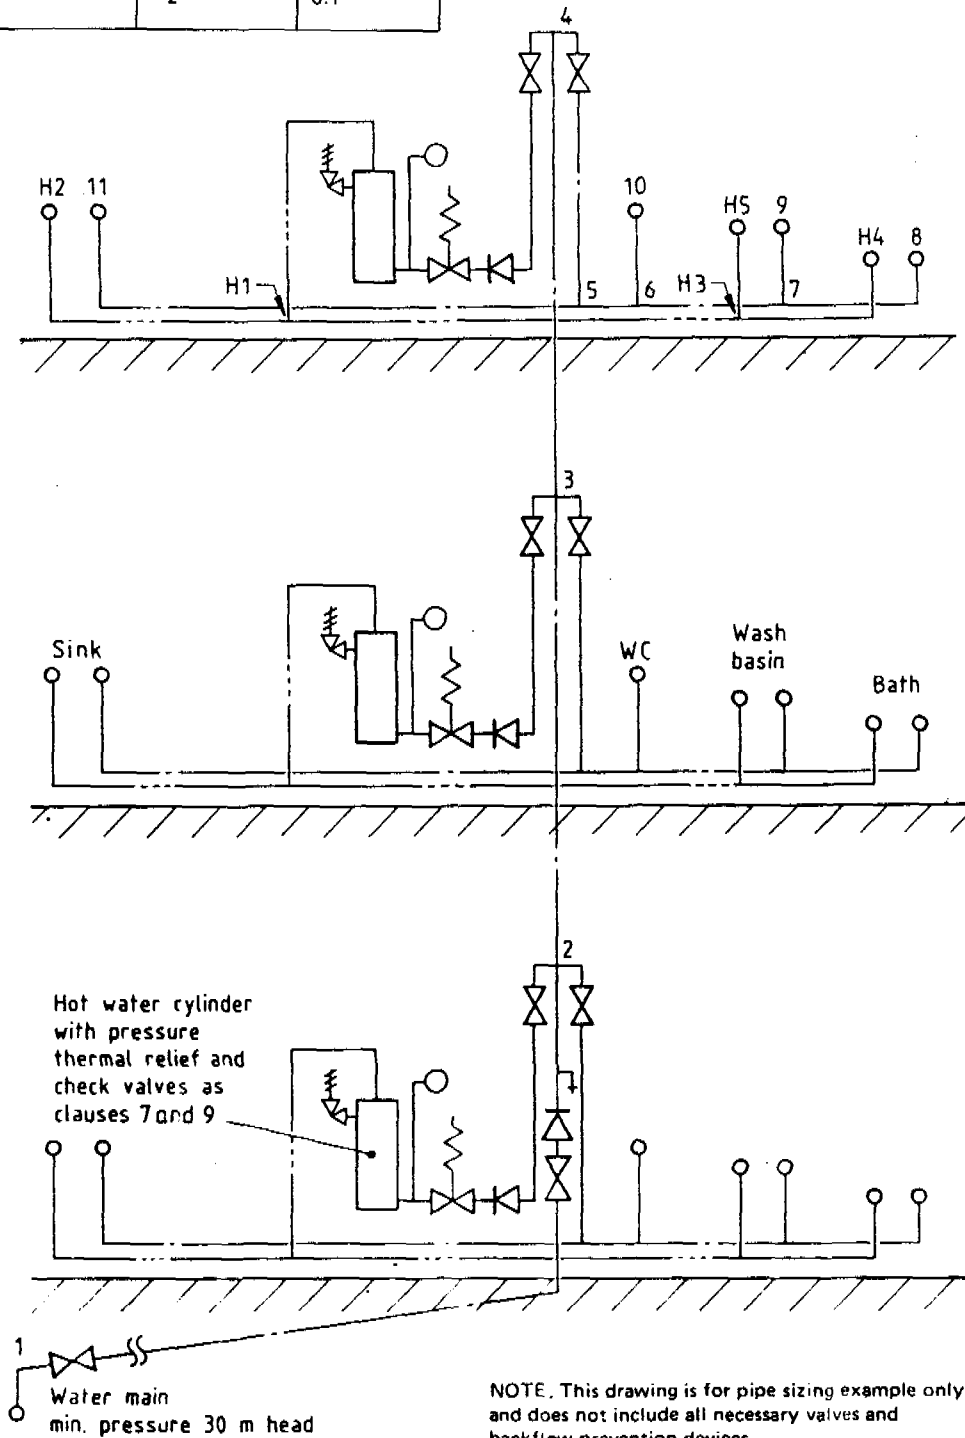 4
H2 11
10
H5 9
H4 8
H1
5
6
H3
7
3
Sink
WC
Wash
basin
Bath
2
Hot water cylinder
with pressure
thermal relief and
check valves as
clauses 7 and 9
1
Water main
min. pressure 30 m head
NOTE. This drawing is for pipe sizing example only
and does not include all necessary valves and
backflow prevention devices